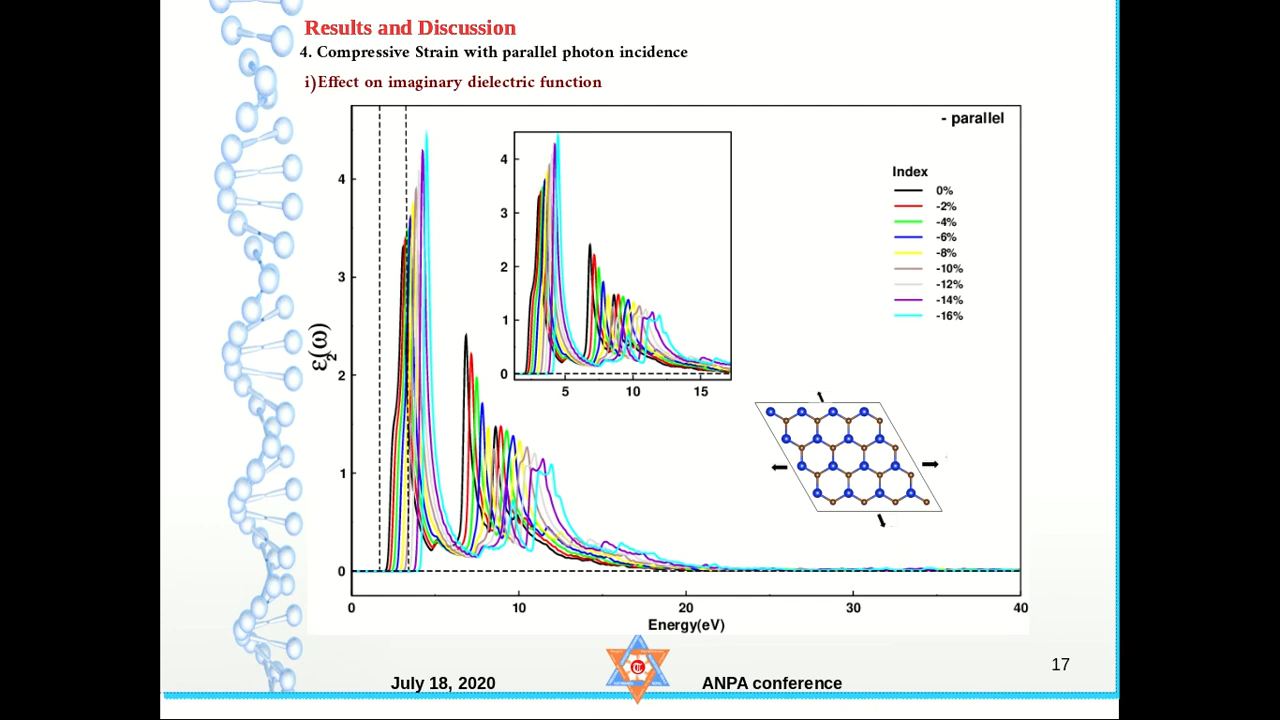 Results and Discussion
4. Compressive Strain with parallel photon incidence
i)Effect on imaginary dielectric function
- parallel
Index
0%
-2%
-4%
-6%
-8%
-10%
-12%
-14%
-16%
4
3
2
1
0
5 10 15
ε₂(ω)
4
3
2
1
0
0 10 20 30 40
Energy(eV)
17
July 18, 2020
ANPA conference